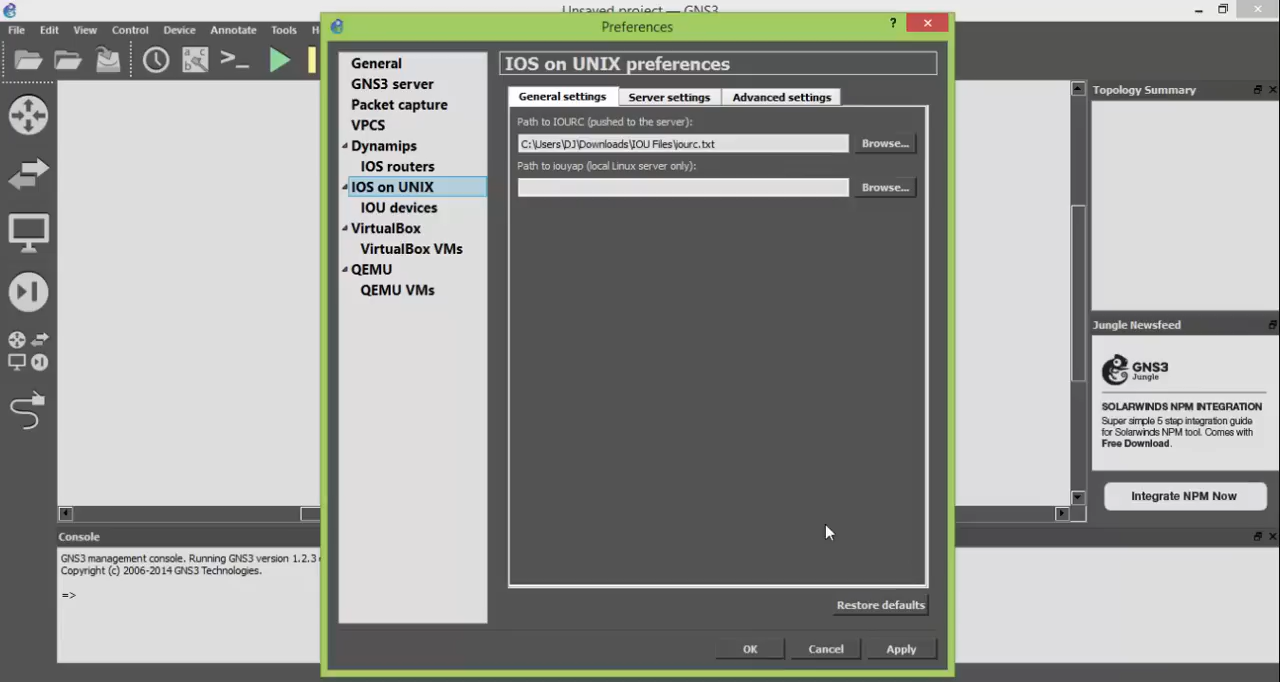 Unsaved project — GNS3
File Edit View Control Device Annotate Tools H
Preferences
?
General
GNS3 server
Packet capture
VPCS
Dynamips
IOS routers
IOS on UNIX
IOU devices
VirtualBox
VirtualBox VMs
QEMU
QEMU VMs
IOS on UNIX preferences
General settings Server settings Advanced settings
Path to IOURC (pushed to the server):
C:\Users\DJ\Downloads\IOU Files\iourc.txt Browse...
Path to iouyap (local Linux server only):
Browse...
Restore defaults
OK Cancel Apply
Topology Summary
Jungle Newsfeed
GNS3
Jungle
SOLARWINDS NPM INTEGRATION
Super simple 5 step integration guide
for Solarwinds NPM tool. Comes with
Free Download.
Integrate NPM Now
Console
GNS3 management console. Running GNS3 version 1.2.3
Copyright (c) 2006-2014 GNS3 Technologies.
=>